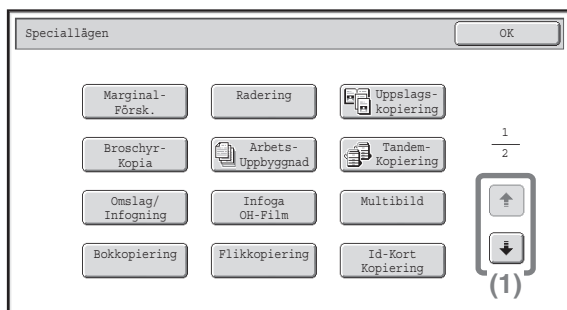 Speciallägen
OK
Marginal-
Försk.
Radering
Uppslags-
kopiering
Broschyr-
Kopia
Arbets-
Uppbyggnad
Tandem-
Kopiering
1
2
Omslag/
Infogning
Infoga
OH-Film
Multibild
Bokkopiering
Flikkopiering
Id-Kort
Kopiering
(1)